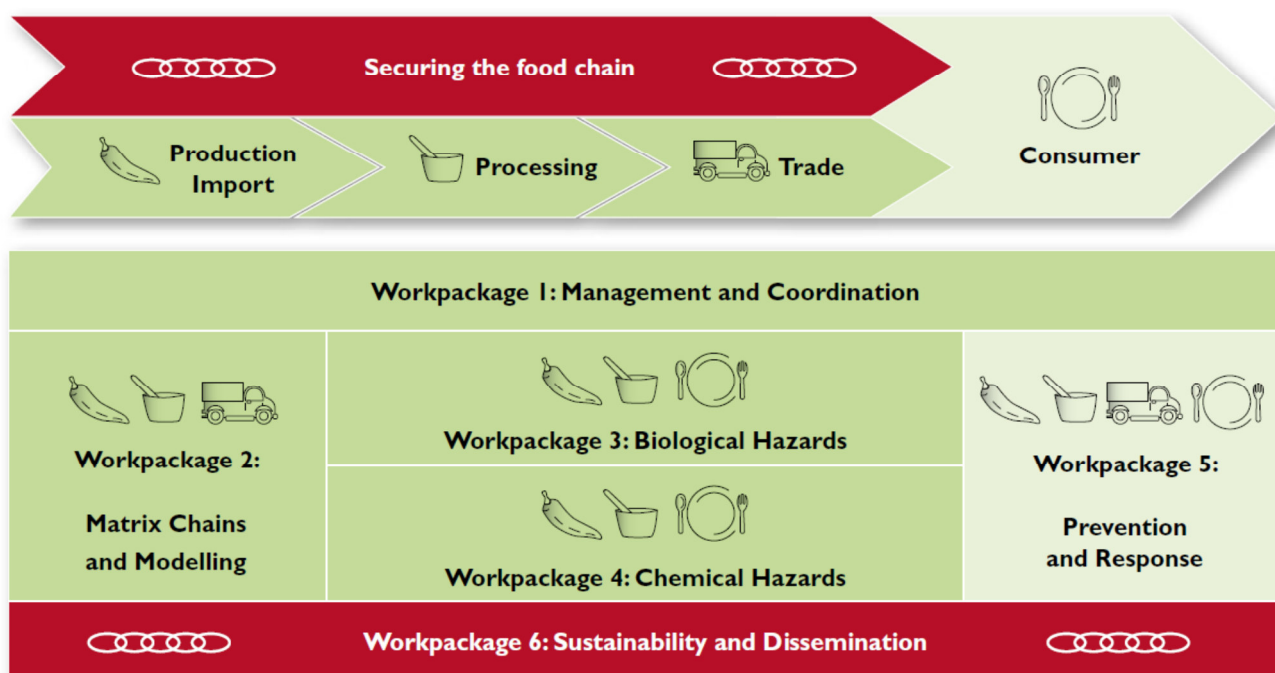 Securing the food chain
Production
Import
Processing
Trade
Consumer
Workpackage 1: Management and Coordination
Workpackage 2:
Matrix Chains
and Modelling
Workpackage 3: Biological Hazards
Workpackage 4: Chemical Hazards
Workpackage 5:
Prevention
and Response
Workpackage 6: Sustainability and Dissemination